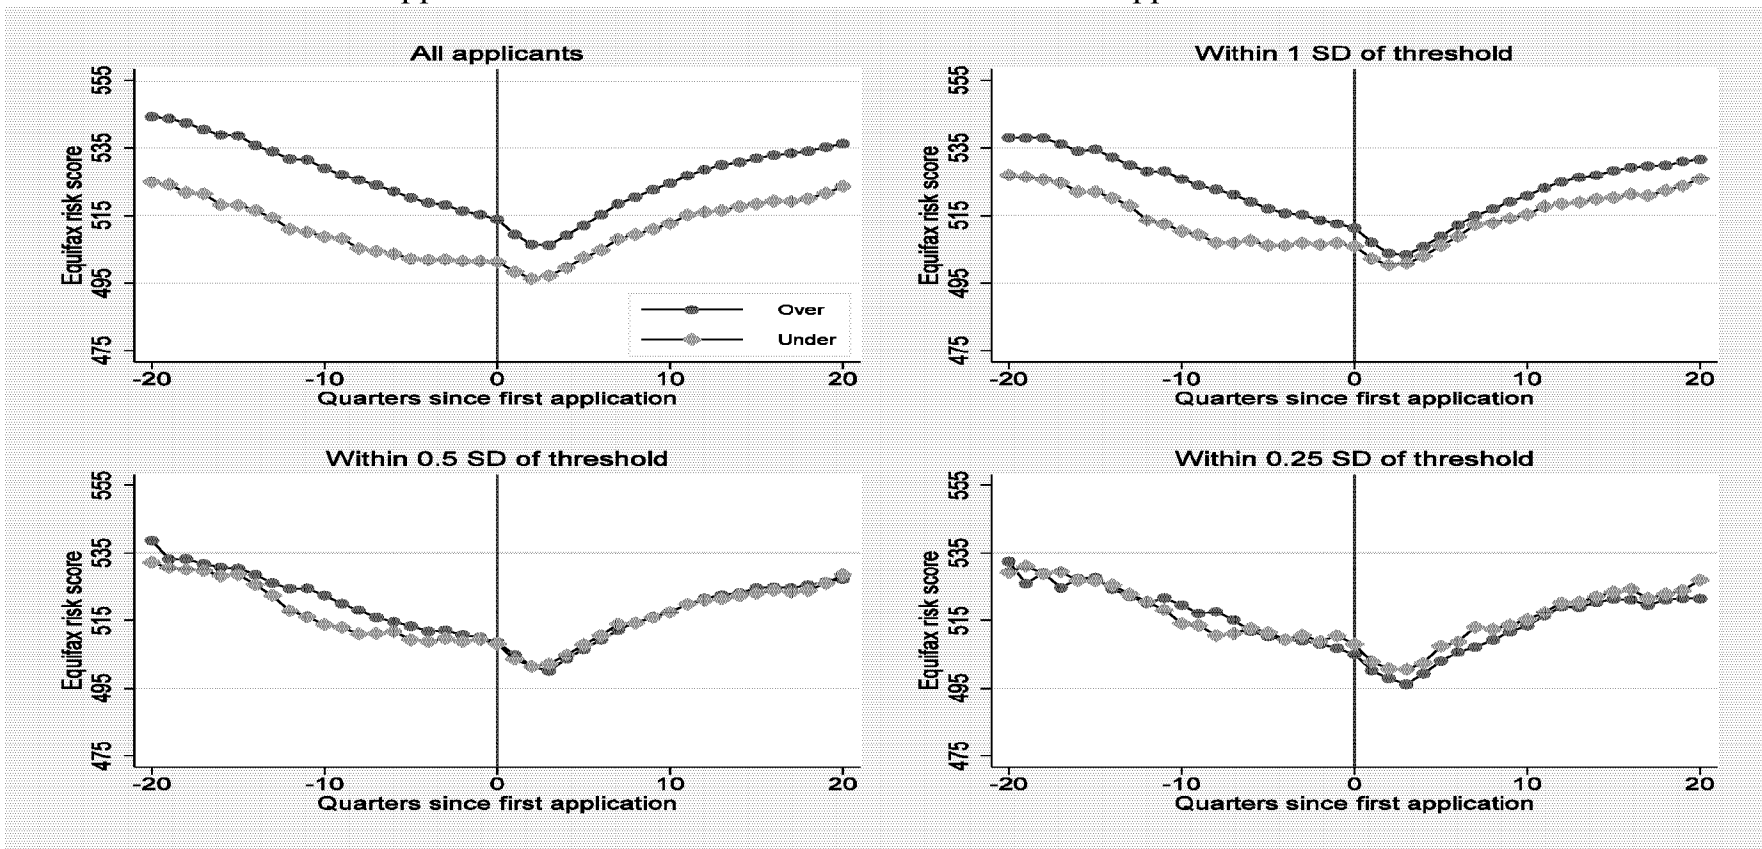 All applicants
Equifax risk score
555
535
515
495
475
Over
Under
-20 -10 0 10 20
Quarters since first application
Within 1 SD of threshold
Equifax risk score
555
535
515
495
475
-20 -10 0 10 20
Quarters since first application
Within 0.5 SD of threshold
Equifax risk score
555
535
515
495
475
-20 -10 0 10 20
Quarters since first application
Within 0.25 SD of threshold
Equifax risk score
555
535
515
495
475
-20 -10 0 10 20
Quarters since first application